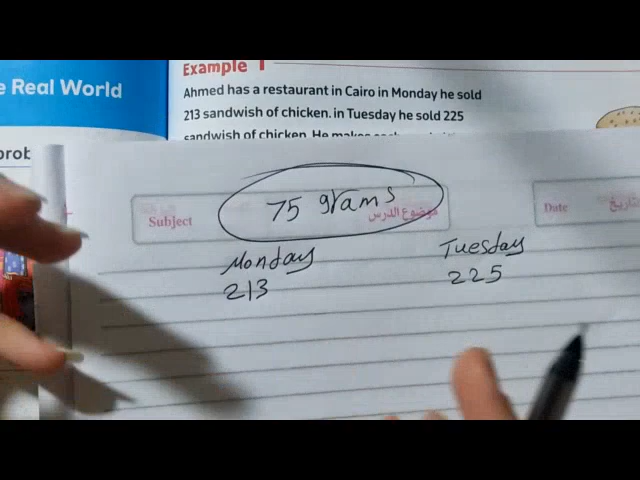 e Real World
prob
Example 1
Ahmed has a restaurant in Cairo in Monday he sold
213 sandwish of chicken. in Tuesday he sold 225
sandwish of chicken. He makes
75 grams
Subject
موضوع الدرس
Date
التاريخ
Monday
Tuesday
213
225